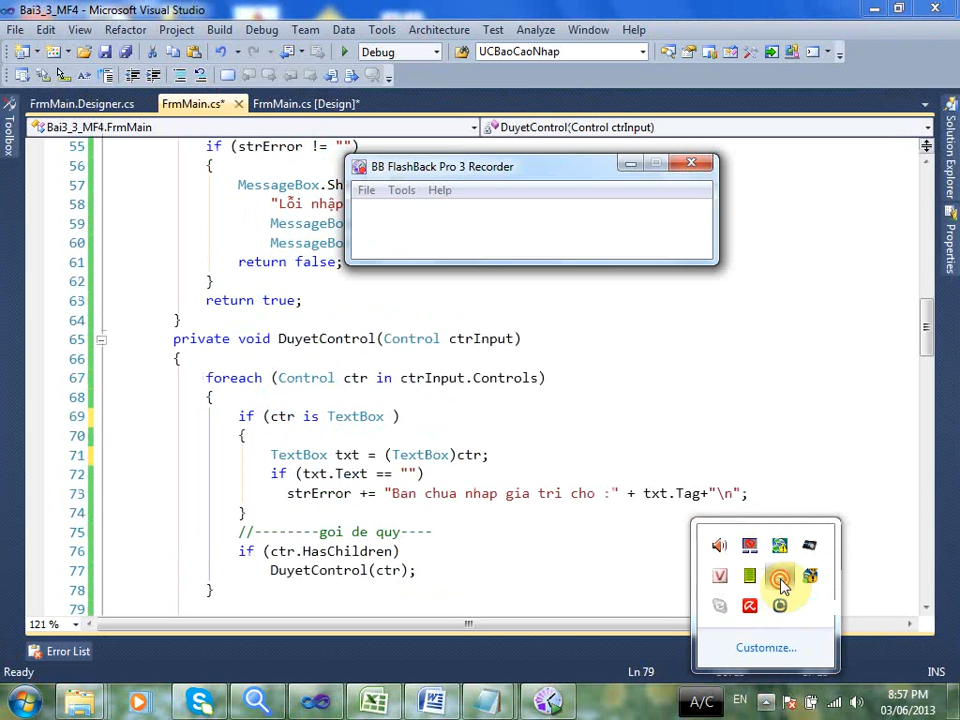 Bai3_3_MF4 - Microsoft Visual Studio
File Edit View Refactor Project Build Debug Team Data Tools Architecture Test Analyze Window Help
Debug UCBaoCaoNhap
FrmMain.Designer.cs FrmMain.cs* FrmMain.cs [Design]*
Bai3_3_MF4.FrmMain DuyetControl(Control ctrInput)
Toolbox
Solution Explorer
Properties
BB FlashBack Pro 3 Recorder
File Tools Help
55 if (strError != "")
56 {
57 MessageBox.Sh
58 "Lỗi nhập
59 MessageBo
60 MessageBo
61 return false;
62 }
63 return true;
64 }
65 private void DuyetControl(Control ctrInput)
66 {
67 foreach (Control ctr in ctrInput.Controls)
68 {
69 if (ctr is TextBox )
70 {
71 TextBox txt = (TextBox)ctr;
72 if (txt.Text == "")
73 strError += "Ban chua nhap gia tri cho :" + txt.Tag+"\n";
74 }
75 //--------goi de quy----
76 if (ctr.HasChildren)
77 DuyetControl(ctr);
78 }
79
Customize...
121 %
Error List
Ready Ln 79 INS
A/C EN 8:57 PM
03/06/2013